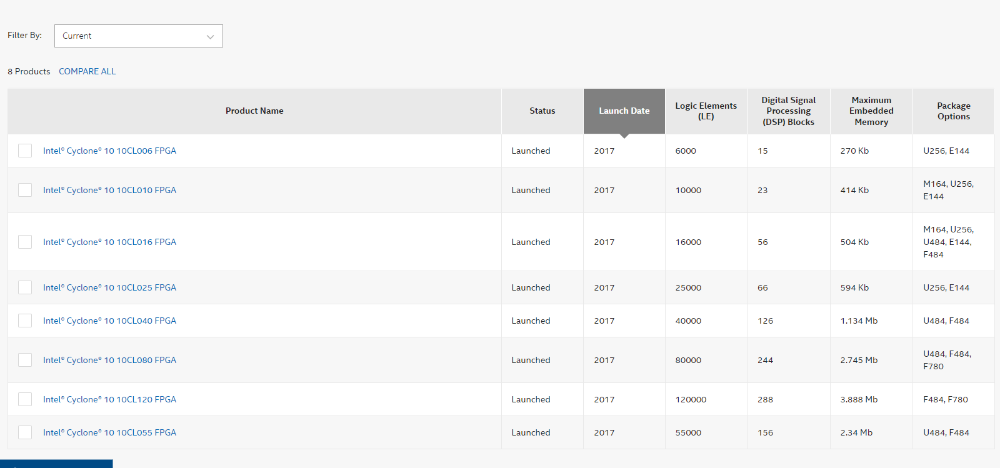 Filter By: Current
8 Products COMPARE ALL
Product Name Status Launch Date Logic Elements (LE) Digital Signal Processing (DSP) Blocks Maximum Embedded Memory Package Options
Intel® Cyclone® 10 10CL006 FPGA Launched 2017 6000 15 270 Kb U256, E144
Intel® Cyclone® 10 10CL010 FPGA Launched 2017 10000 23 414 Kb M164, U256, E144
Intel® Cyclone® 10 10CL016 FPGA Launched 2017 16000 56 504 Kb M164, U256, U484, E144, F484
Intel® Cyclone® 10 10CL025 FPGA Launched 2017 25000 66 594 Kb U256, E144
Intel® Cyclone® 10 10CL040 FPGA Launched 2017 40000 126 1.134 Mb U484, F484
Intel® Cyclone® 10 10CL080 FPGA Launched 2017 80000 244 2.745 Mb U484, F484, F780
Intel® Cyclone® 10 10CL120 FPGA Launched 2017 120000 288 3.888 Mb F484, F780
Intel® Cyclone® 10 10CL055 FPGA Launched 2017 55000 156 2.34 Mb U484, F484